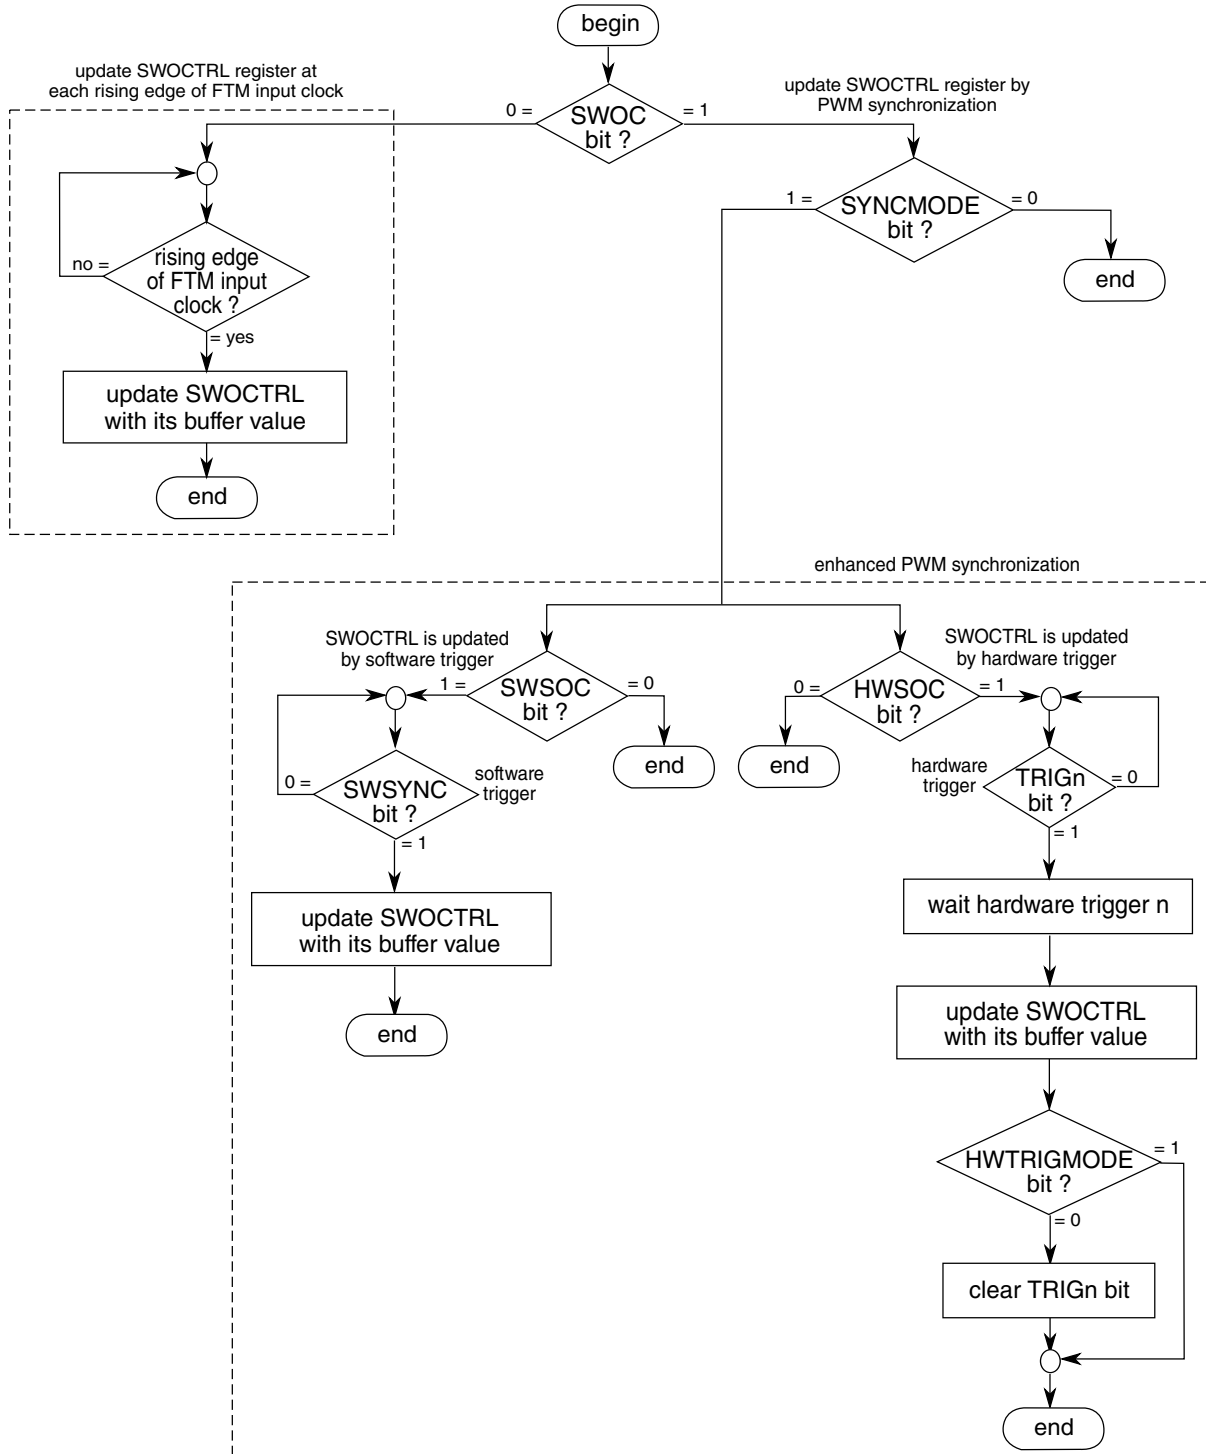 begin
update SWOCTRL register at
each rising edge of FTM input clock
update SWOCTRL register by
PWM synchronization
0 =
SWOC
bit ?
= 1
1 =
SYNCMODE
bit ?
= 0
end
no =
rising edge
of FTM input
clock ?
= yes
update SWOCTRL
with its buffer value
end
enhanced PWM synchronization
SWOCTRL is updated
by software trigger
1 =
SWSOC
bit ?
= 0
end
0 =
SWSYNC
bit ?
software
trigger
= 1
update SWOCTRL
with its buffer value
end
SWOCTRL is updated
by hardware trigger
0 =
HWSOC
bit ?
= 1
end
hardware
trigger
TRIGn
bit ?
= 0
= 1
wait hardware trigger n
update SWOCTRL
with its buffer value
HWTRIGMODE
bit ?
= 1
= 0
clear TRIGn bit
end